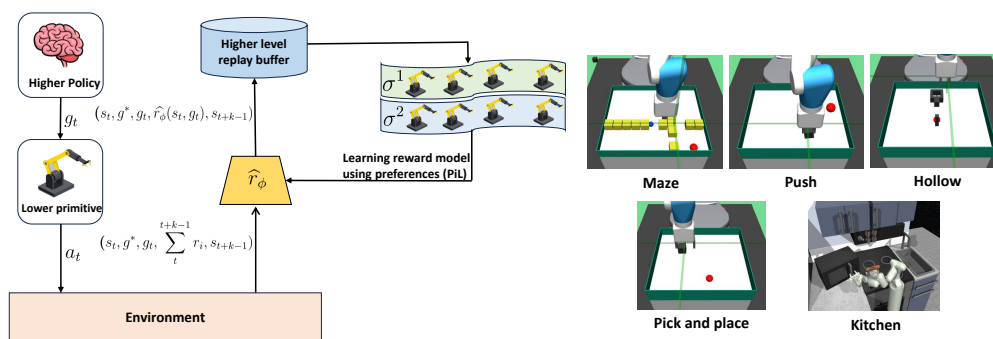 Higher Policy
g_t
Lower primitive
a_t
Environment
(s_t, g^*, g_t, \sum_{t}^{t+k-1} r_i, s_{t+k-1})
\widehat{r}_\phi
(s_t, g^*, g_t, \widehat{r}_\phi(s_t, g_t), s_{t+k-1})
Higher level
replay buffer
σ^1
σ^2
Learning reward model
using preferences (PiL)
Maze
Push
Hollow
Pick and place
Kitchen